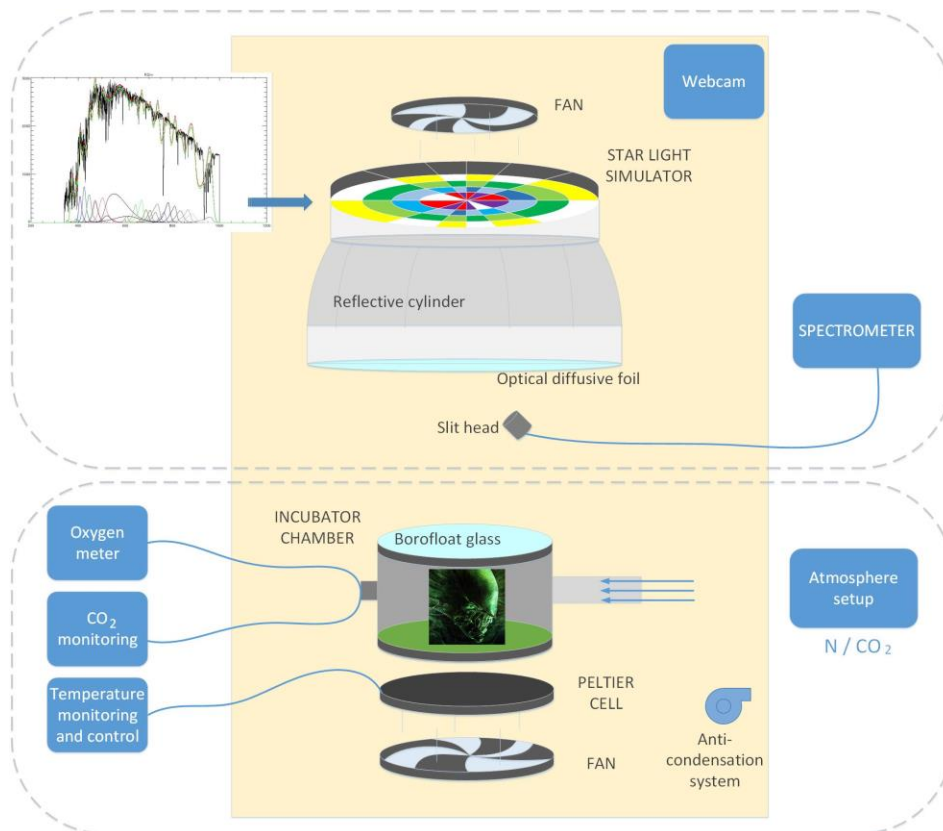 Webcam
FAN
STAR LIGHT
SIMULATOR
Reflective cylinder
SPECTROMETER
Optical diffusive foil
Slit head
Oxygen
meter
INCUBATOR
CHAMBER
Borofloat glass
CO2
monitoring
Atmosphere
setup
N / CO2
Temperature
monitoring
and control
PELTIER
CELL
FAN
Anti-
condensation
system